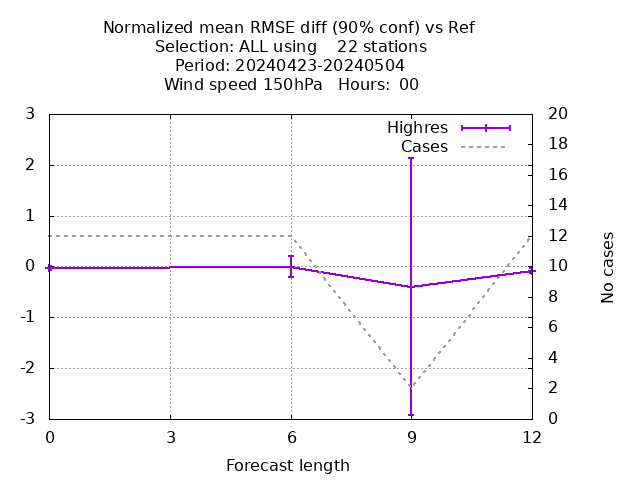 Normalized mean RMSE diff (90% conf) vs Ref
Selection: ALL using    22 stations
Period: 20240423-20240504
Wind speed 150hPa   Hours:  00
Highres
Cases
3
2
1
0
-1
-2
-3
20
18
16
14
12
10
8
6
4
2
0
No cases
0 3 6 9 12
Forecast length